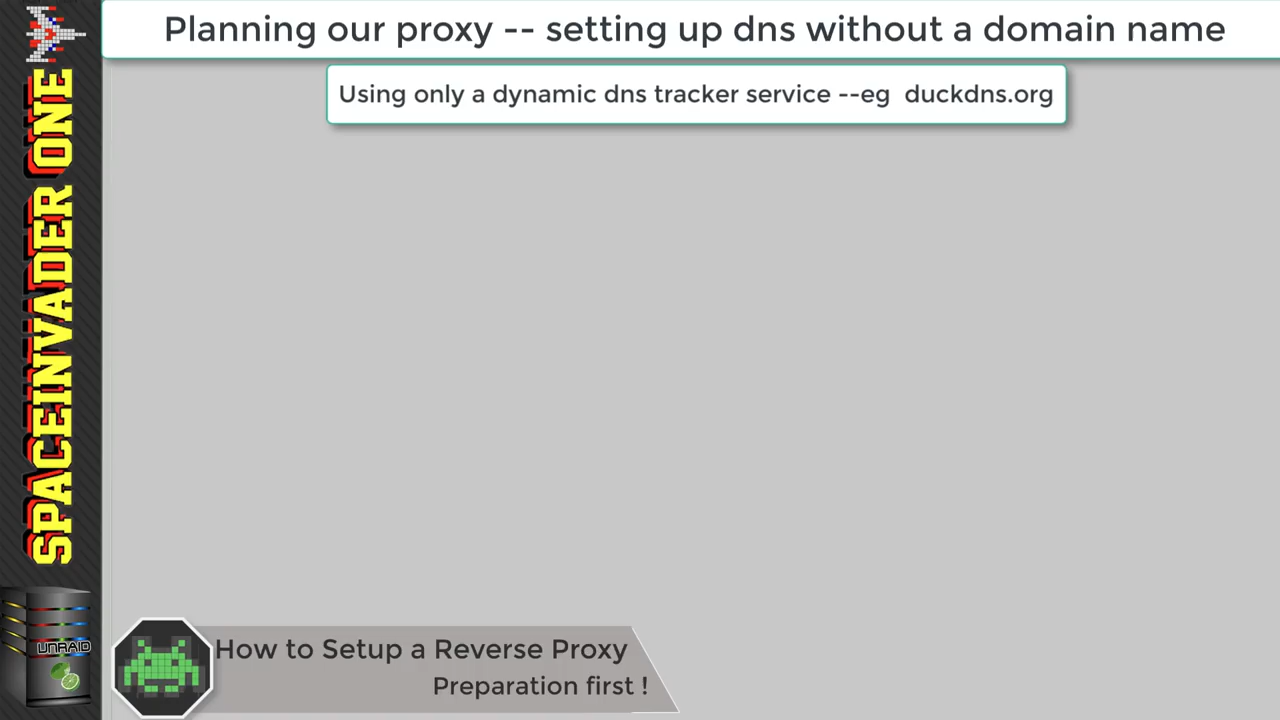 Planning our proxy -- setting up dns without a domain name
Using only a dynamic dns tracker service --eg duckdns.org
SPACEINVADER ONE
UNRAID
How to Setup a Reverse Proxy
Preparation first !